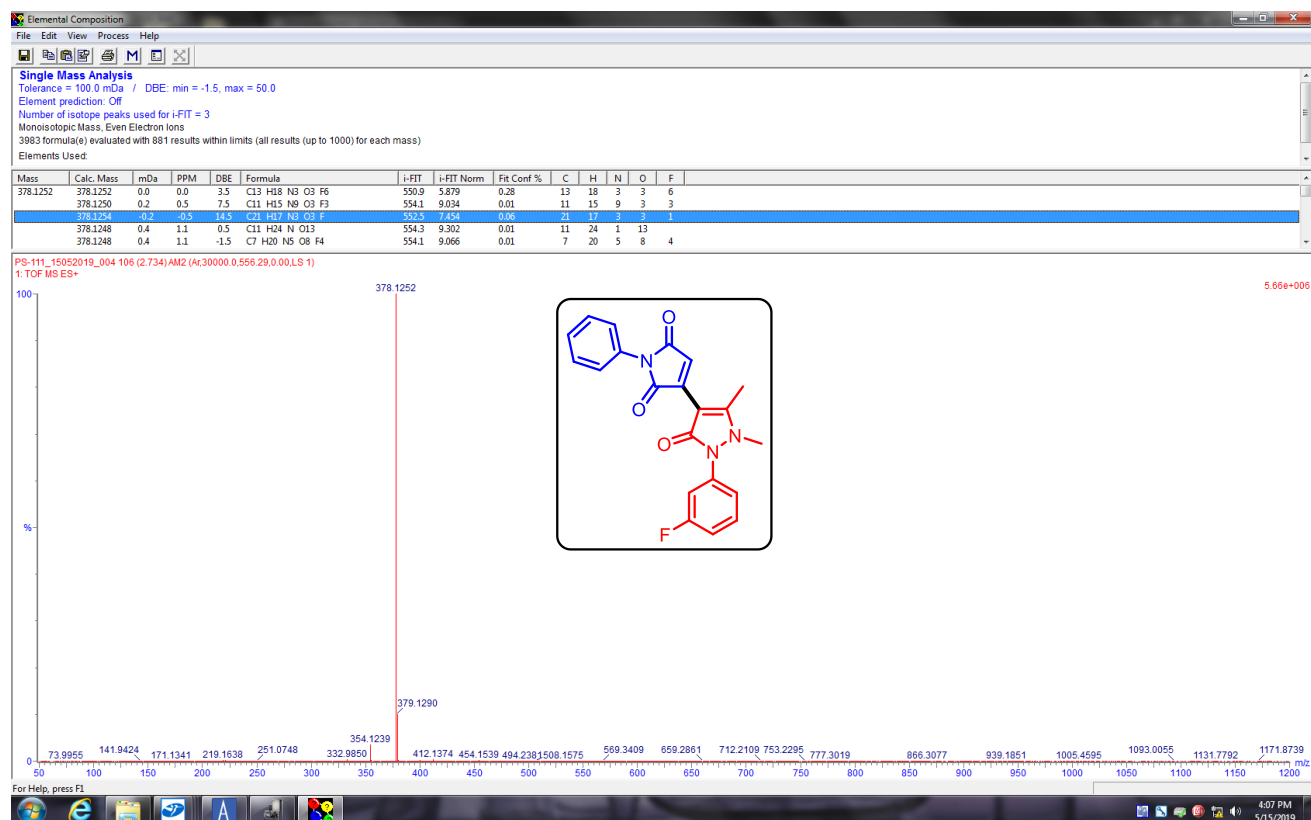 Elemental Composition
File Edit View Process Help
Single Mass Analysis
Tolerance = 100.0 mDa / DBE: min = -1.5, max = 50.0
Element prediction: Off
Number of isotope peaks used for i-FIT = 3
Monoisotopic Mass, Even Electron Ions
3983 formula(e) evaluated with 881 results within limits (all results (up to 1000) for each mass)
Elements Used:
Mass Calc. Mass mDa PPM DBE Formula i-FIT i-FIT Norm Fit Conf % C H N O F
378.1252 378.1252 0.0 0.0 3.5 C13 H18 N3 O3 F6 550.9 5.879 0.28 13 18 3 3 6
378.1250 0.2 0.5 7.5 C11 H15 N9 O3 F3 554.1 9.034 0.01 11 15 9 3 3
378.1254 -0.2 -0.5 14.5 C21 H17 N3 O3 F 552.5 7.454 0.06 21 17 3 3 1
378.1248 0.4 1.1 0.5 C11 H24 N O13 554.3 9.302 0.01 11 24 1 13
378.1248 0.4 1.1 -1.5 C7 H20 N5 O8 F4 554.1 9.066 0.01 7 20 5 8 4
PS-111_15052019_004 106 (2.734) AM2 (Ar,30000.0,556.29,0.00,LS 1)
1: TOF MS ES+
378.1252
5.66e+006
100
%
0
O
N
O
O
N
N
F
379.1290
354.1239
73.9955 141.9424 171.1341 219.1638 251.0748 332.9850 412.1374 454.1539 494.2381 508.1575 569.3409 659.2861 712.2109 753.2295 777.3019 866.3077 939.1851 1005.4595 1093.0055 1131.7792 1171.8739
m/z
50 100 150 200 250 300 350 400 450 500 550 600 650 700 750 800 850 900 950 1000 1050 1100 1150 1200
For Help, press F1
4:07 PM
5/15/2019